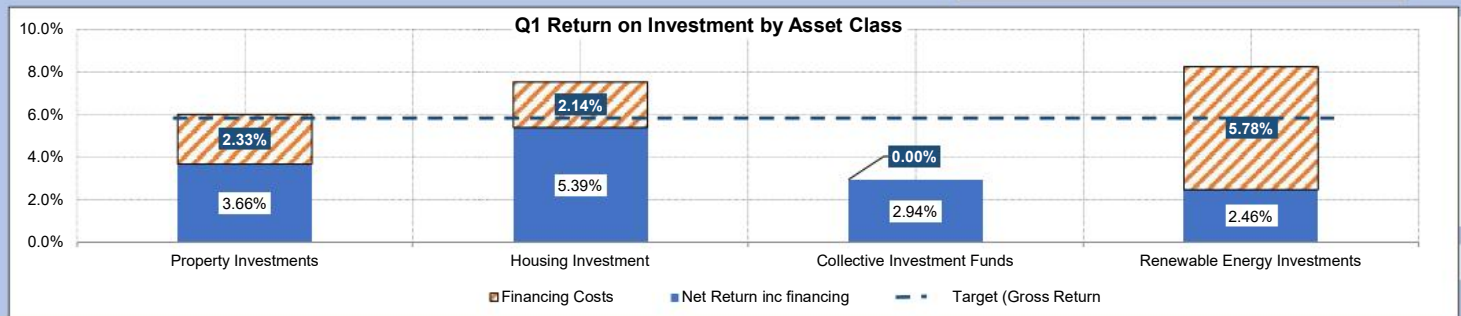 Q1 Return on Investment by Asset Class
10.0%
8.0%
6.0%
4.0%
2.0%
0.0%
2.33%
3.66%
2.14%
5.39%
0.00%
2.94%
5.78%
2.46%
Property Investments
Housing Investment
Collective Investment Funds
Renewable Energy Investments
Financing Costs
Net Return inc financing
Target (Gross Return